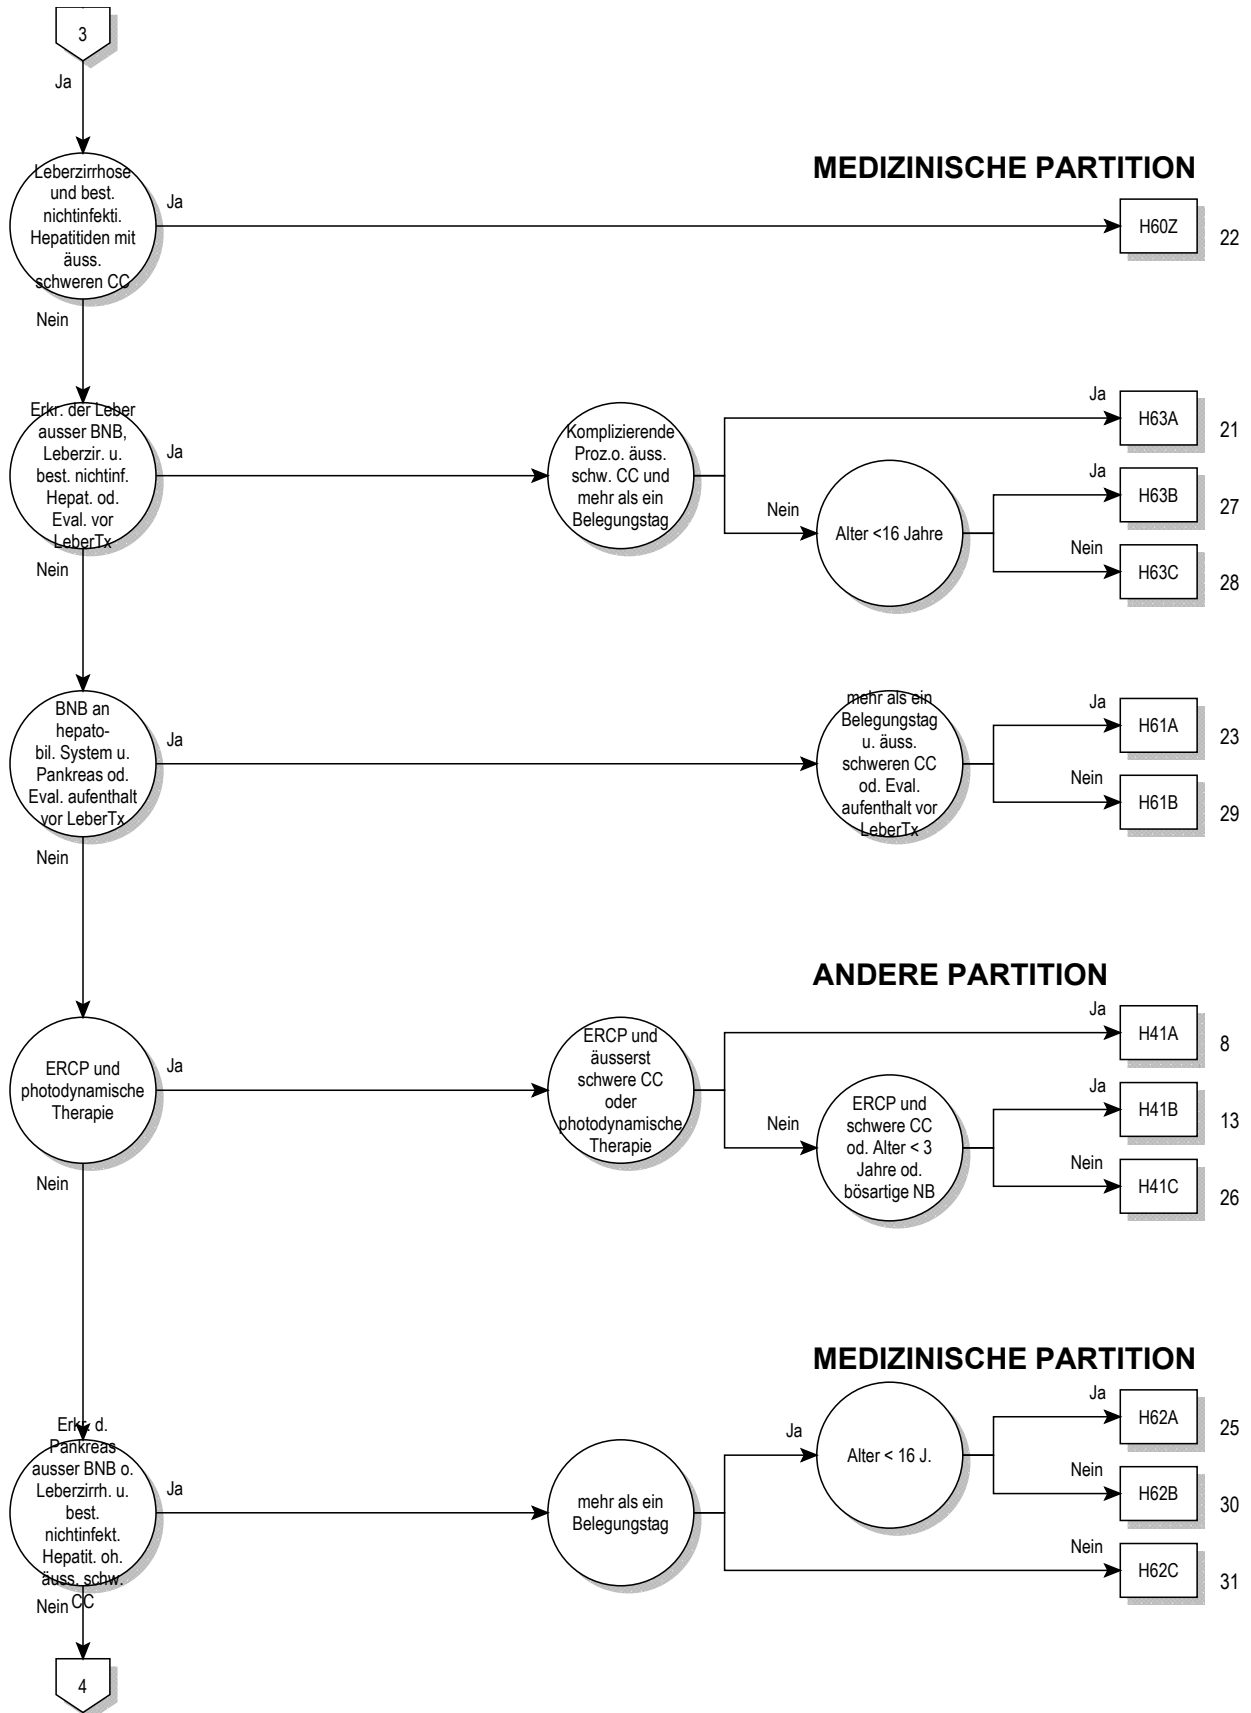 3
Ja
Leberzirrhose
und best.
nichtinfekti.
Hepatitiden mit
äuss.
schweren CC
Ja
Nein
MEDIZINISCHE PARTITION
H60Z
22
Erkr. der Leber
ausser BNB,
Leberzir. u.
best. nichtinf.
Hepat. od.
Eval. vor
LeberTx
Ja
Nein
Komplizierende
Proz.o. äuss.
schw. CC und
mehr als ein
Belegungstag
Ja
H63A
21
Nein
Alter <16 Jahre
Ja
H63B
27
Nein
H63C
28
BNB an
hepato-
bil. System u.
Pankreas od.
Eval. aufenthalt
vor LeberTx
Ja
Nein
mehr als ein
Belegungstag
u. äuss.
schweren CC
od. Eval.
aufenthalt vor
LeberTx
Ja
H61A
23
Nein
H61B
29
ANDERE PARTITION
ERCP und
photodynamische
Therapie
Ja
Nein
ERCP und
äusserst
schwere CC
oder
photodynamische
Therapie
Ja
H41A
8
Nein
ERCP und
schwere CC
od. Alter < 3
Jahre od.
bösartige NB
Ja
H41B
13
Nein
H41C
26
MEDIZINISCHE PARTITION
Erkr. d.
Pankreas
ausser BNB o.
Leberzirrh. u.
best.
nichtinfekt.
Hepatit. oh.
äuss. schw.
CC
Ja
Nein
mehr als ein
Belegungstag
Ja
Alter < 16 J.
Ja
H62A
25
Nein
H62B
30
Nein
H62C
31
4